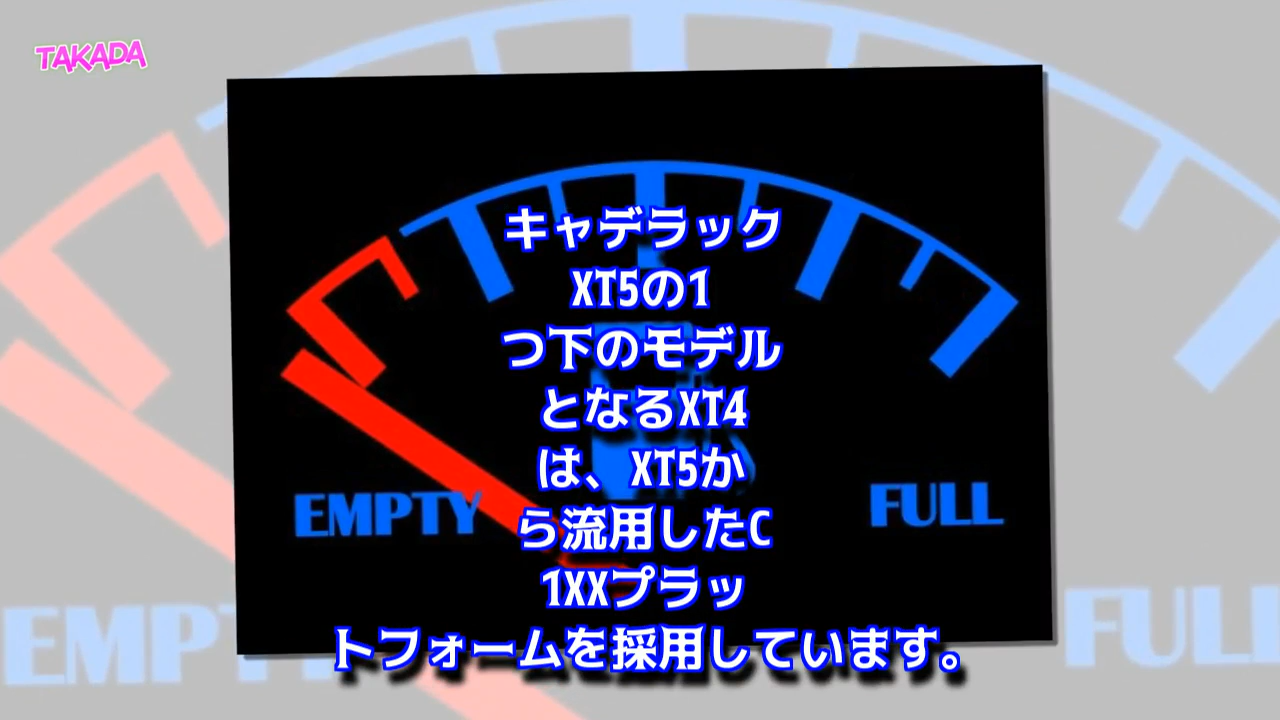 TAKADA
キャデラック
XT5の1
つ下のモデル
となるXT4
は、XT5か
ら流用したC
1XXプラッ
トフォームを採用しています。
EMPTY
FULL
EMPTY
FULL